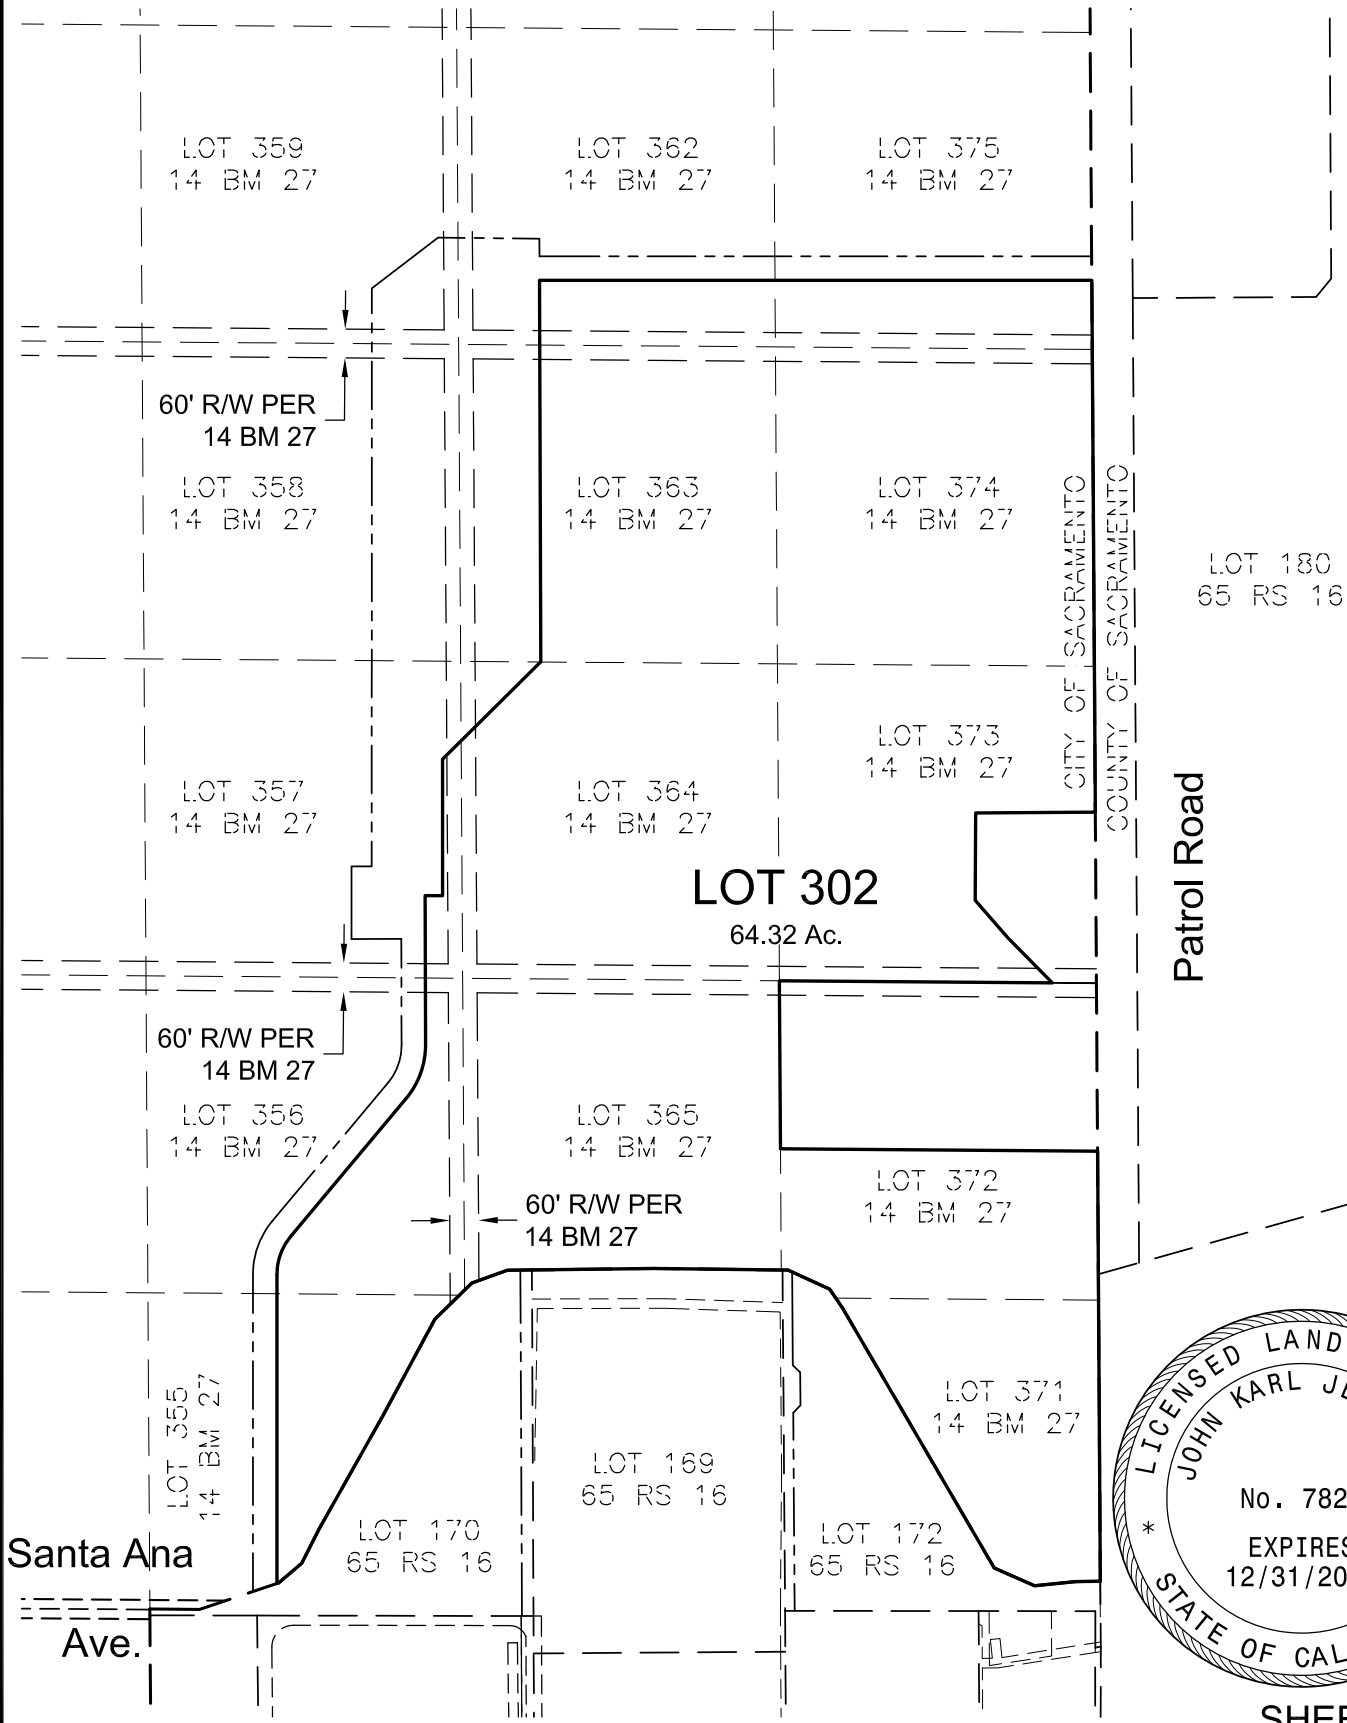 LOT 359
14 BM 27
LOT 362
14 BM 27
LOT 375
14 BM 27
60' R/W PER
14 BM 27
LOT 358
14 BM 27
LOT 363
14 BM 27
LOT 374
14 BM 27
CITY OF SACRAMENTO
COUNTY OF SACRAMENTO
LOT 180
65 RS 16
LOT 357
14 BM 27
LOT 364
14 BM 27
LOT 373
14 BM 27
Patrol Road
LOT 302
64.32 Ac.
60' R/W PER
14 BM 27
LOT 356
14 BM 27
LOT 365
14 BM 27
LOT 372
14 BM 27
60' R/W PER
14 BM 27
LOT 355
14 BM 27
LOT 371
14 BM 27
LOT 169
65 RS 16
LOT 170
65 RS 16
LOT 172
65 RS 16
Santa Ana
Ave.
LICENSED LAND
JOHN KARL
No. 782
EXPIRES
12/31/20
* STATE OF CAL